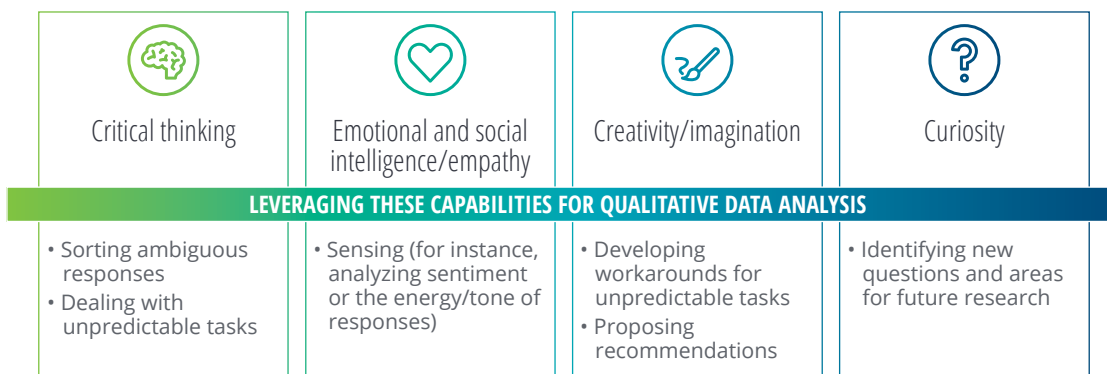 Critical thinking
Emotional and social
intelligence/empathy
Creativity/imagination
Curiosity
LEVERAGING THESE CAPABILITIES FOR QUALITATIVE DATA ANALYSIS
• Sorting ambiguous
responses
• Dealing with
unpredictable tasks
• Sensing (for instance,
analyzing sentiment
or the energy/tone of
responses)
• Developing
workarounds for
unpredictable tasks
• Proposing
recommendations
• Identifying new
questions and areas
for future research